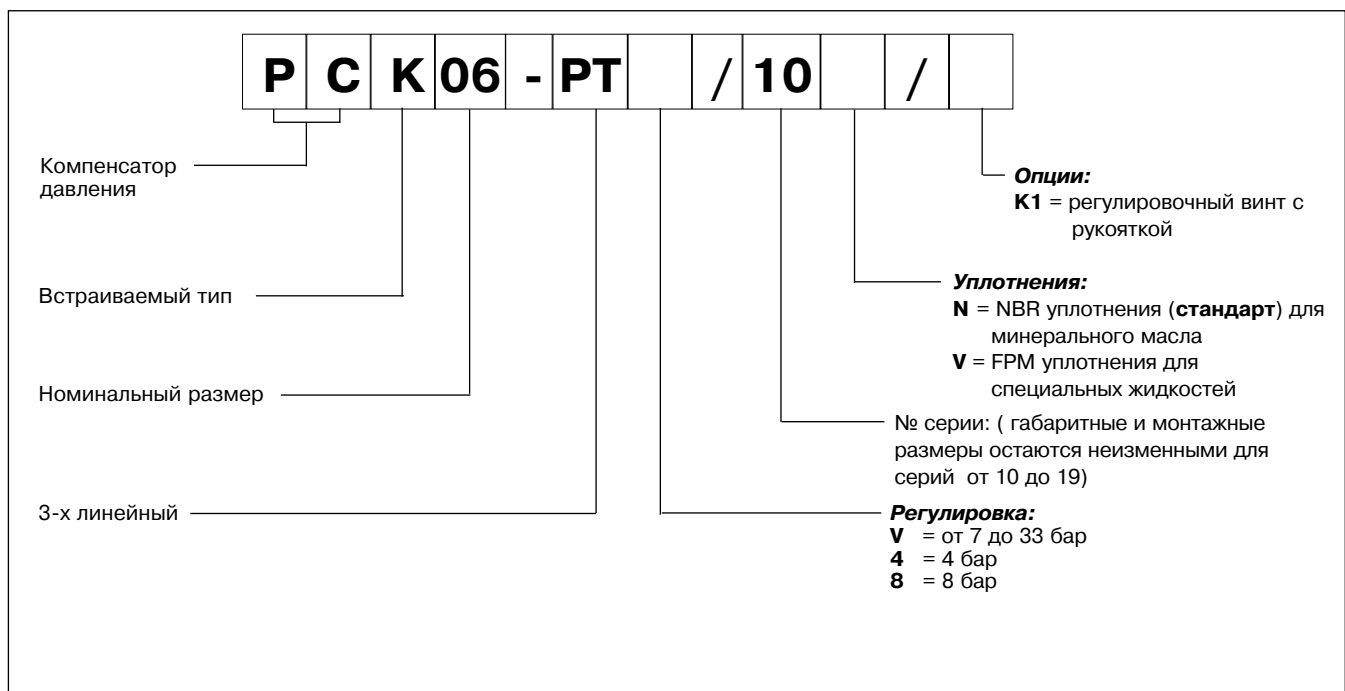 P C K 06 - PT / 10 /
Компенсатор
давления
Опции:
K1 = регулировочный винт с
рукояткой
Встраиваемый тип
Уплотнения:
N = NBR уплотнения (стандарт) для
минерального масла
V = FPM уплотнения для
специальных жидкостей
Номинальный размер
№ серии: ( габаритные и монтажные
размеры остаются неизменными для
серий от 10 до 19)
3-х линейный
Регулировка:
V = от 7 до 33 бар
4 = 4 бар
8 = 8 бар